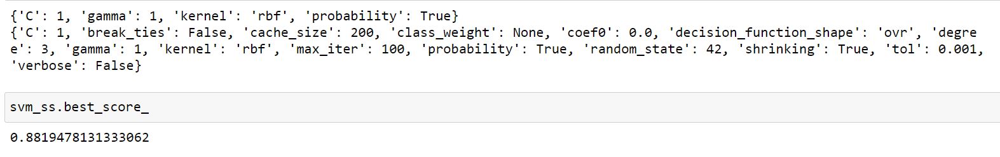 {'C': 1, 'gamma': 1, 'kernel': 'rbf', 'probability': True}
{'C': 1, 'break_ties': False, 'cache_size': 200, 'class_weight': None, 'coef0': 0.0, 'decision_function_shape': 'ovr', 'degre
e': 3, 'gamma': 1, 'kernel': 'rbf', 'max_iter': 100, 'probability': True, 'random_state': 42, 'shrinking': True, 'tol': 0.001,
'verbose': False}
svm_ss.best_score_
0.8819478131333062